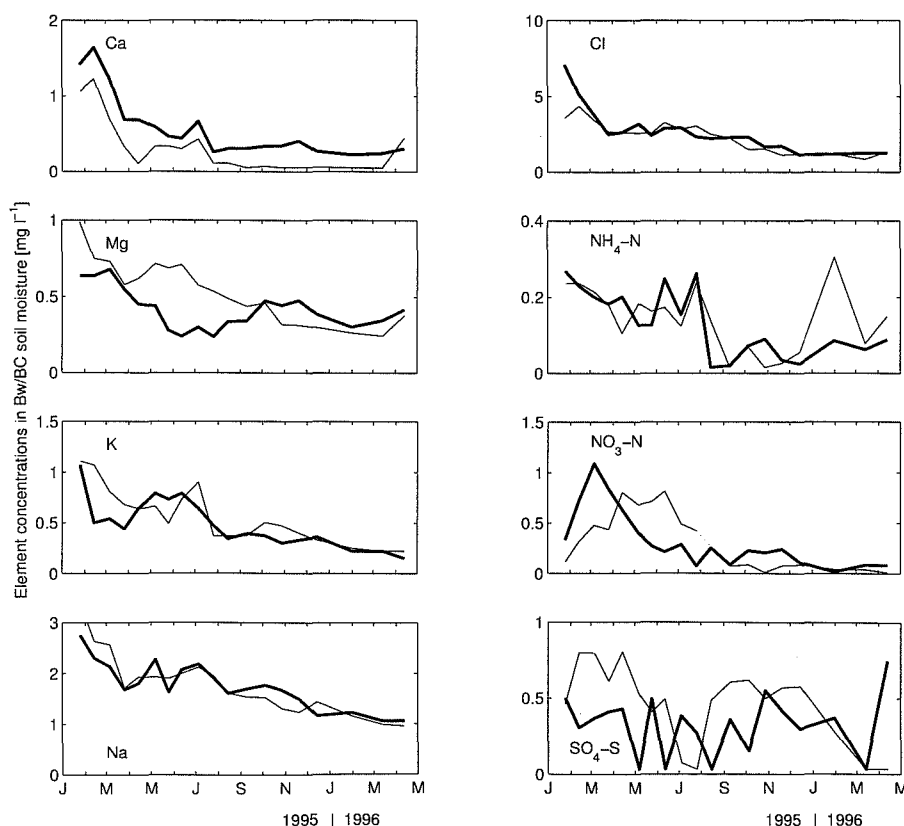 Element concentrations in Bw/BC soil moisture [mg l⁻¹]
2
1
0
Ca
J M M J S N J M M
1
0.5
0
Mg
J M M J S N J M M
1.5
1
0.5
0
K
J M M J S N J M M
3
2
1
0
Na
J M M J S N J M M
1995 | 1996
10
5
0
Cl
J M M J S N J M M
0.4
0.2
0
NH₄–N
J M M J S N J M M
1.5
1
0.5
0
NO₃–N
J M M J S N J M M
1
0.5
0
SO₄–S
J M M J S N J M M
1995 | 1996